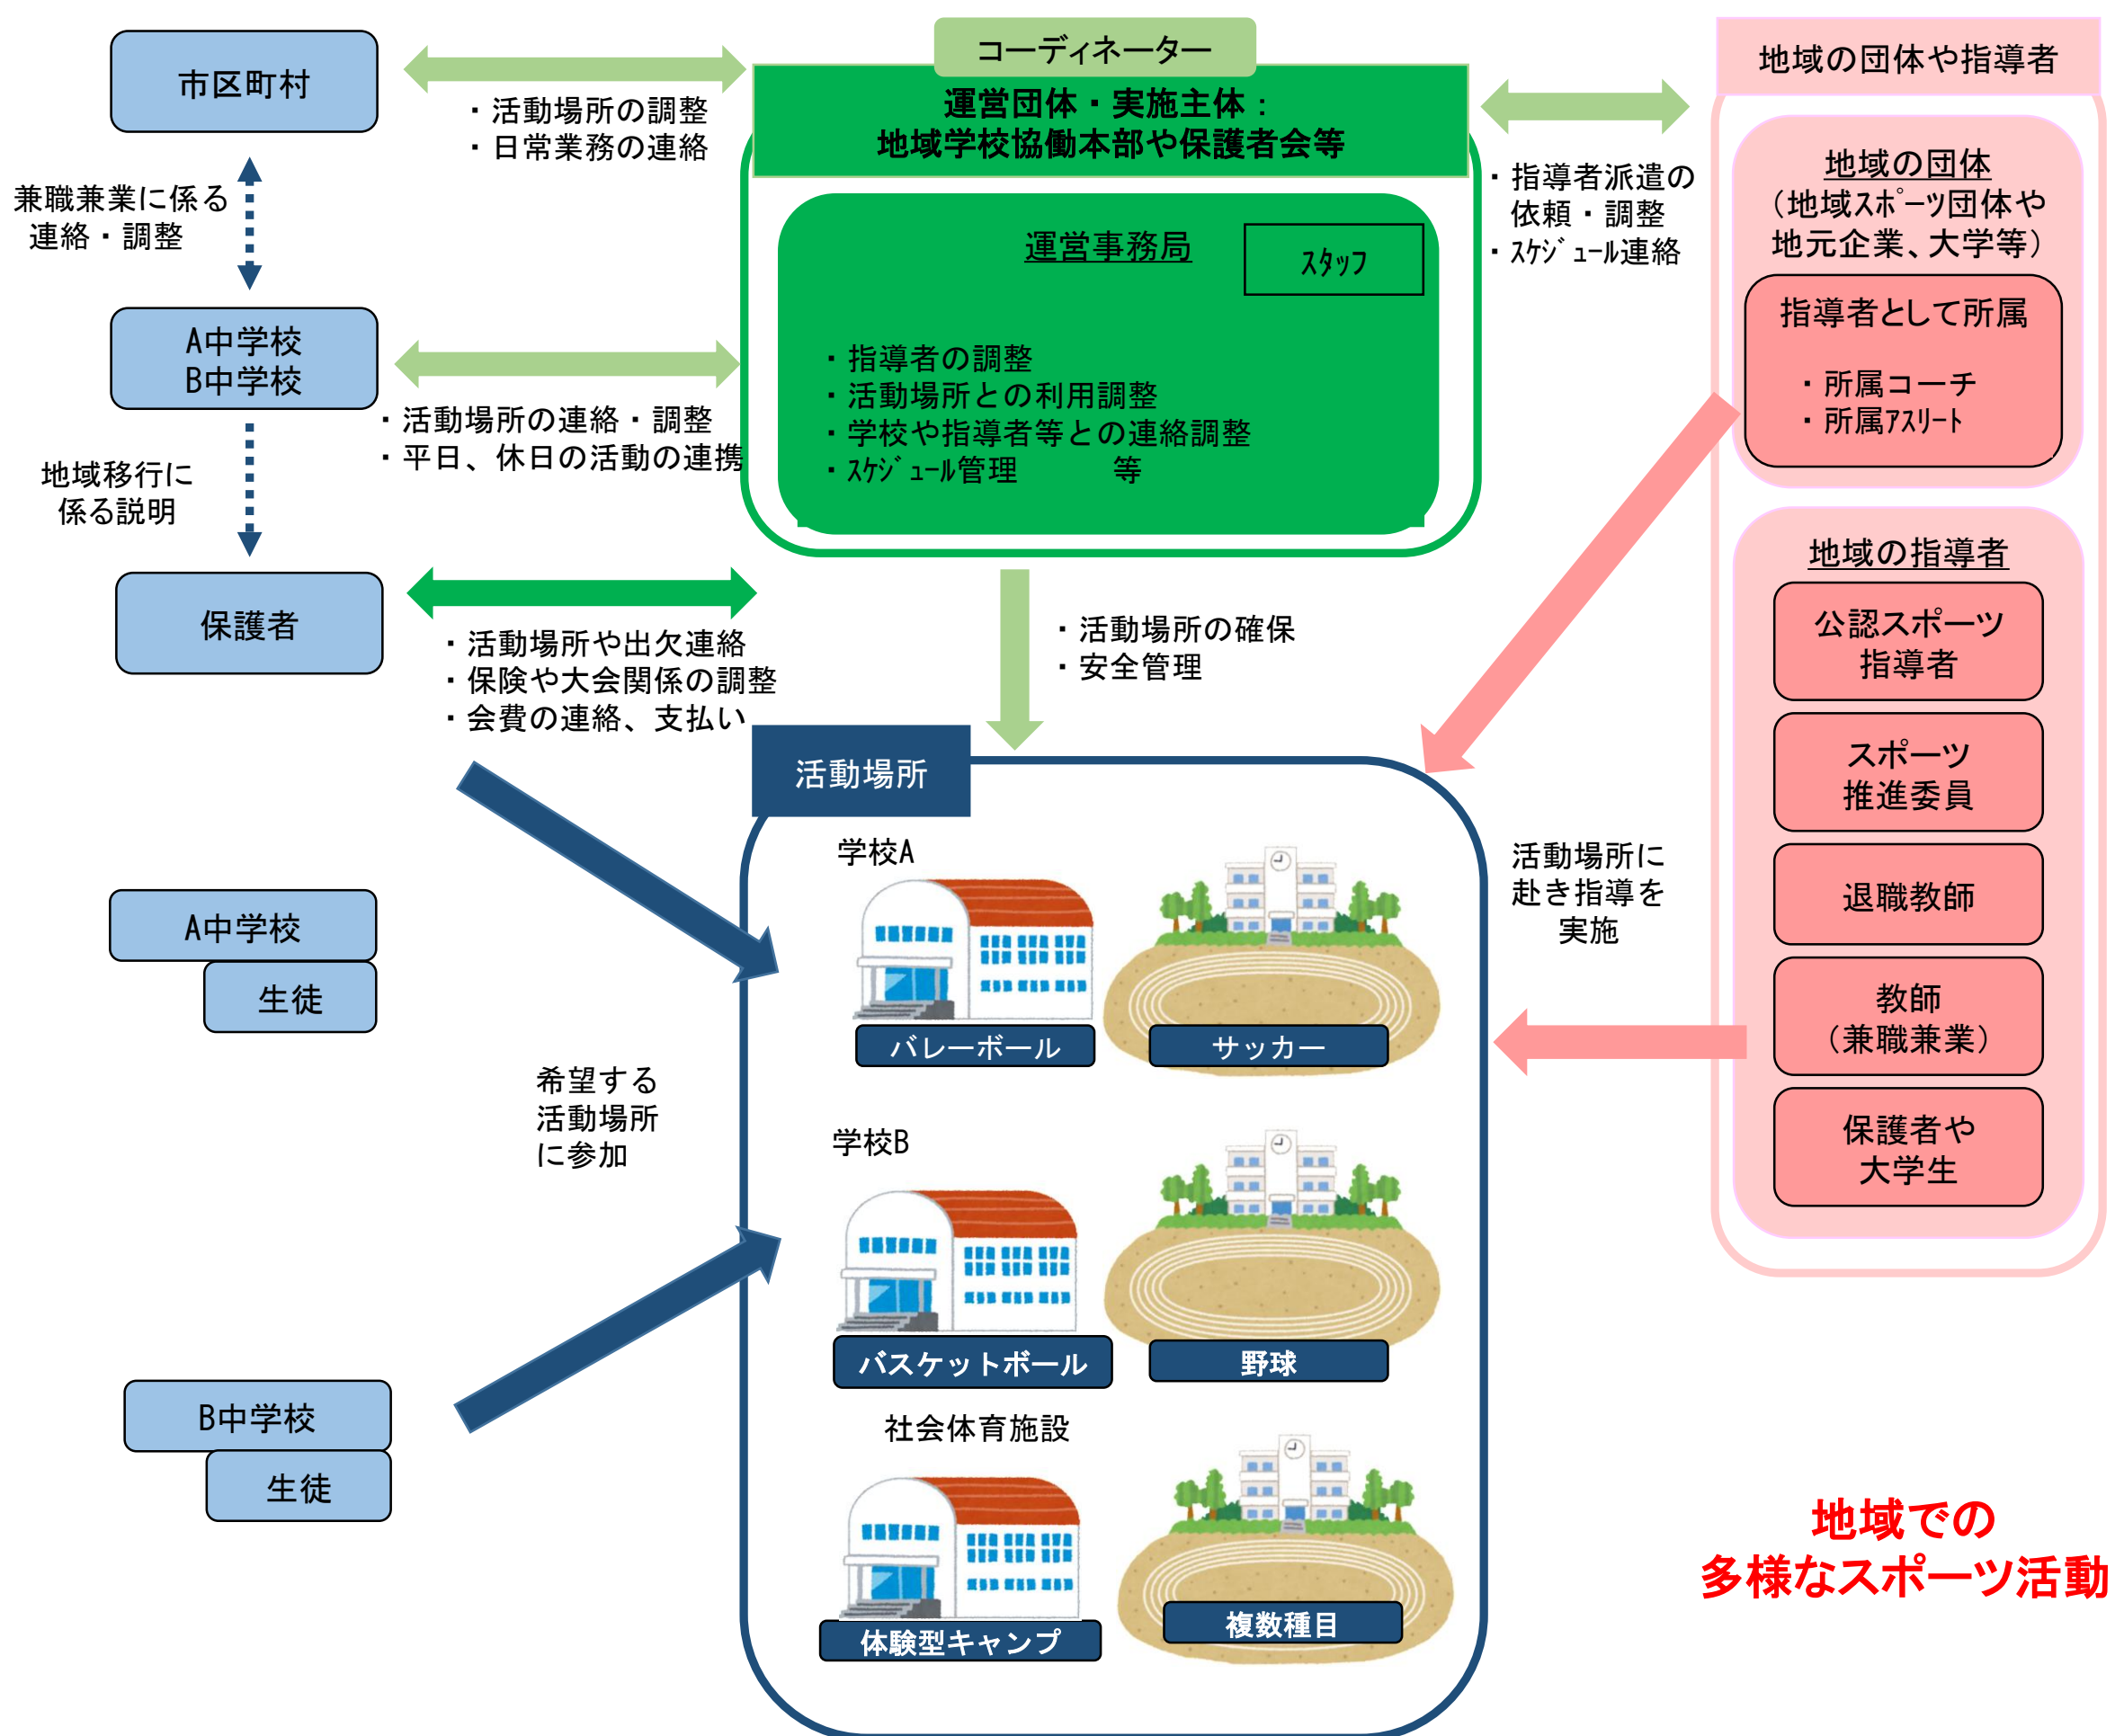 コーディネーター
運営団体・実施主体：
地域学校協働本部や保護者会等
運営事務局
ｽﾀｯﾌ
・指導者の調整
・活動場所との利用調整
・学校や指導者等との連絡調整
・ｽｹｼﾞｭｰﾙ管理　　　等
市区町村
・活動場所の調整
・日常業務の連絡
兼職兼業に係る
連絡・調整
A中学校
B中学校
・活動場所の連絡・調整
・平日、休日の活動の連携
地域移行に
係る説明
保護者
・活動場所や出欠連絡
・保険や大会関係の調整
・会費の連絡、支払い
・指導者派遣の
依頼・調整
・ｽｹｼﾞｭｰﾙ連絡
地域の団体や指導者
地域の団体
（地域ｽﾎﾟｰﾂ団体や
地元企業、大学等）
指導者として所属
・所属コーチ
・所属ｱｽﾘｰﾄ
地域の指導者
公認スポーツ
指導者
スポーツ
推進委員
退職教師
教師
（兼職兼業）
保護者や
大学生
・活動場所の確保
・安全管理
活動場所に
赴き指導を
実施
A中学校
生徒
希望する
活動場所
に参加
B中学校
生徒
活動場所
学校A
バレーボール
サッカー
学校B
バスケットボール
野球
社会体育施設
体験型キャンプ
複数種目
地域での
多様なスポーツ活動